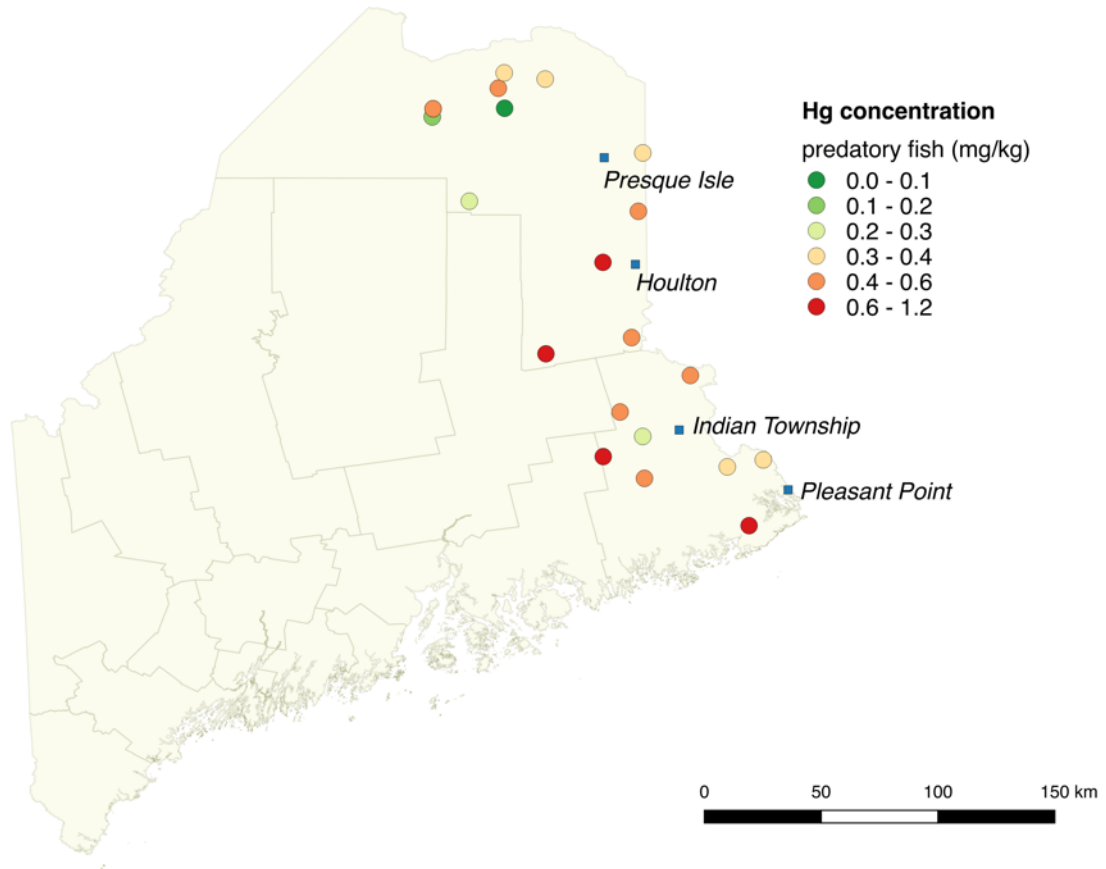 Hg concentration
predatory fish (mg/kg)
0.0 - 0.1
0.1 - 0.2
0.2 - 0.3
0.3 - 0.4
0.4 - 0.6
0.6 - 1.2
Presque Isle
Houlton
Indian Township
Pleasant Point
0 50 100 150 km